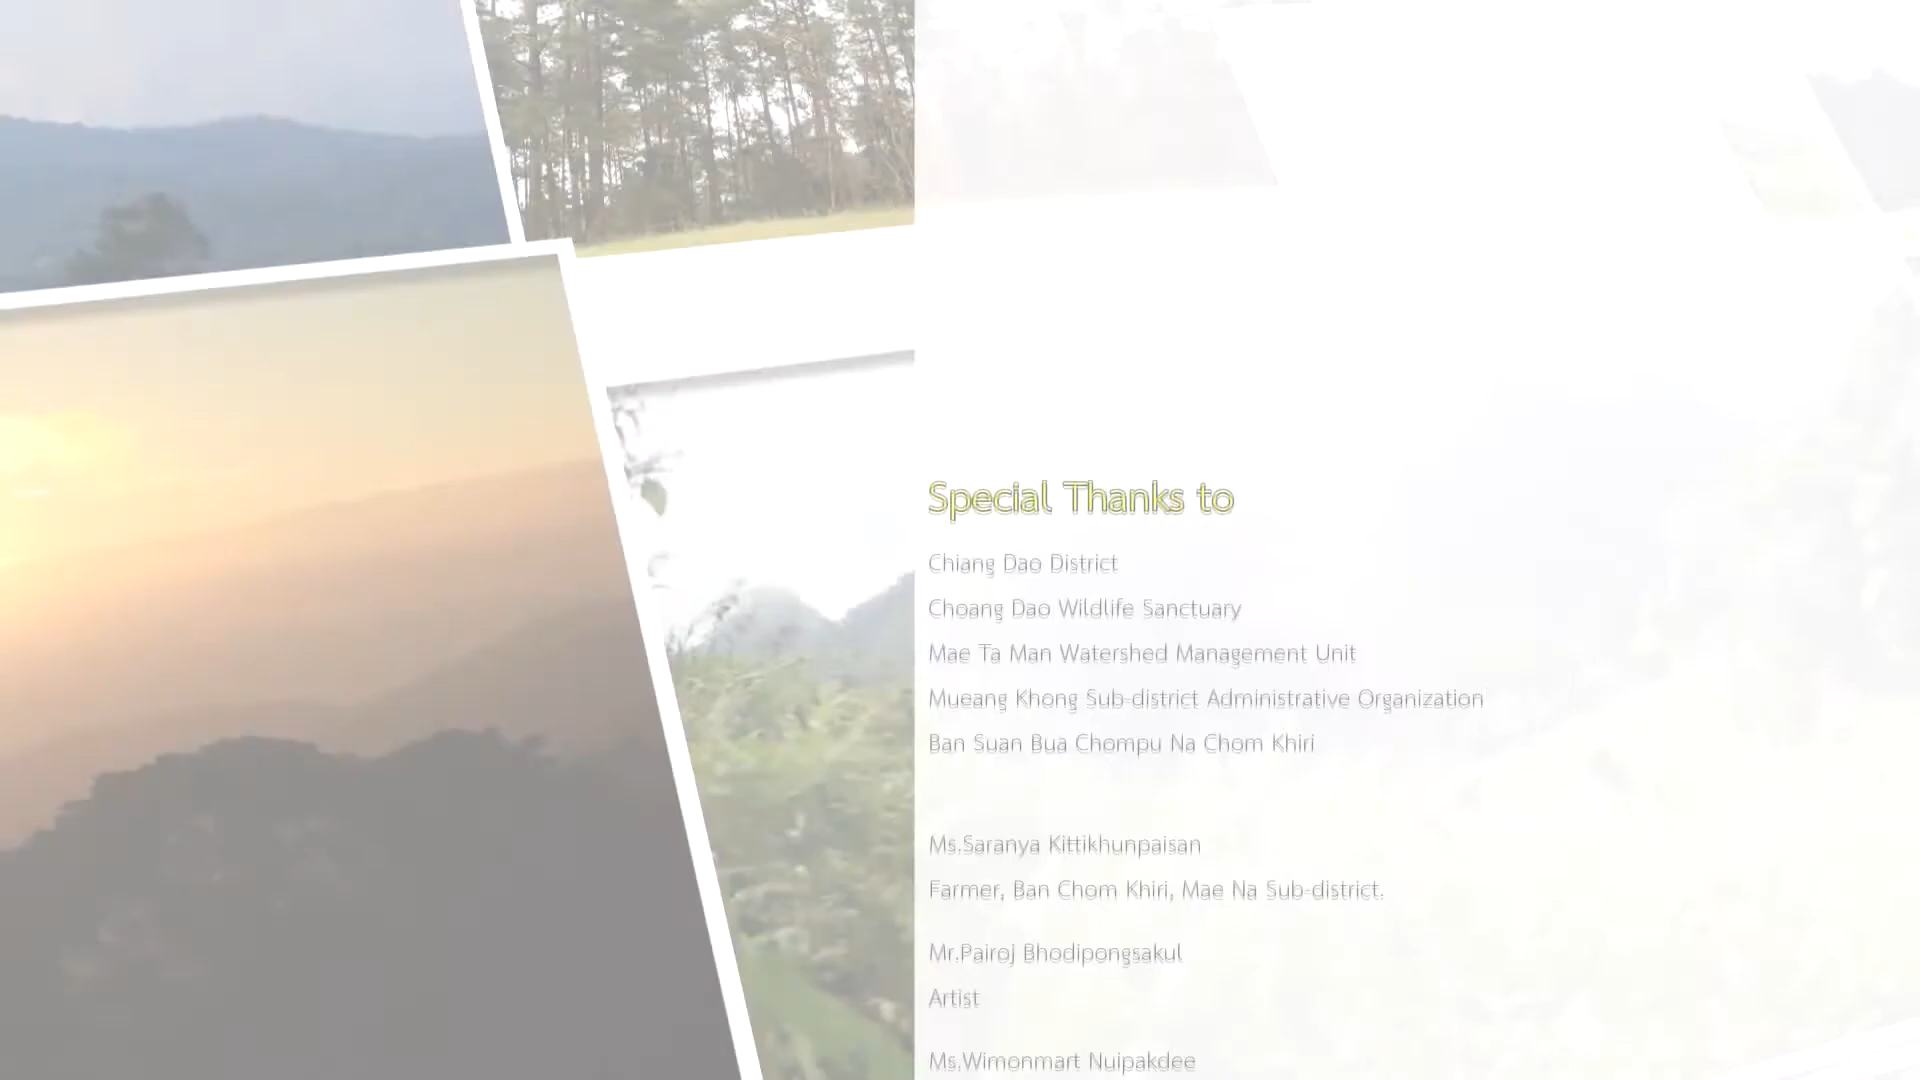 Special Thanks to
Chiang Dao District
Choang Dao Wildlife Sanctuary
Mae Ta Man Watershed Management Unit
Mueang Khong Sub-district Administrative Organization
Ban Suan Bua Chompu Na Chom Khiri
Ms.Saranya Kittikhunpaisan
Farmer, Ban Chom Khiri, Mae Na Sub-district.
Mr.Pairoj Bhodipongsakul
Artist
Ms.Wimonmart Nuipakdee